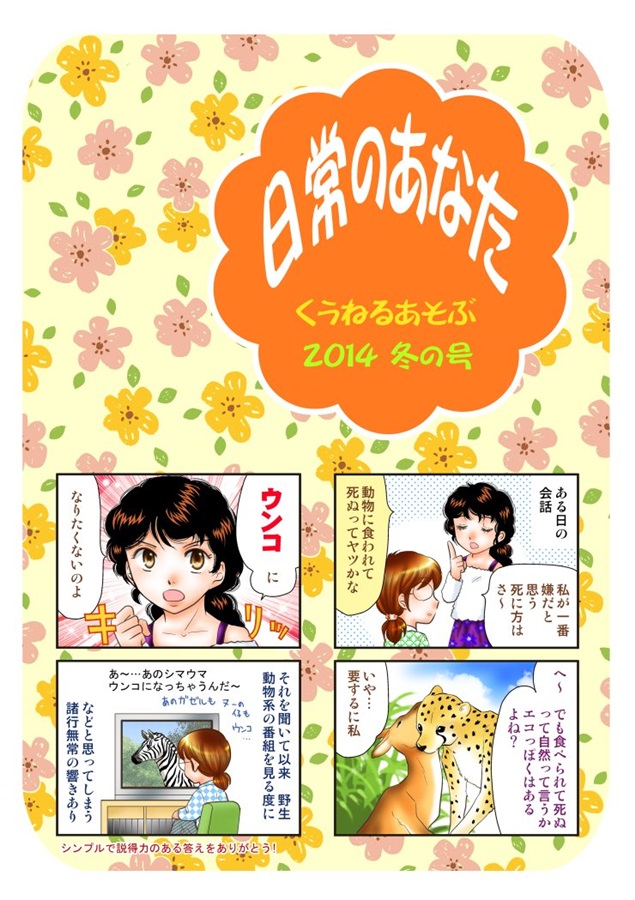 日常のあなた
くうねるあそぶ
2014 冬の号
ある日の
会話
私が一番
嫌だと
思う
死に方は
さ～
動物に食われて
死ぬってヤツかな
へ～
でも食べられて死ぬ
って自然って言うか
エコっぽくはある
よね?
いや…
要するに私
ウンコに
なりたくないのよ
キリッ
それを聞いて以来 野生
動物系の番組を見る度に
あ～…あのシマウマ
ウンコになっちゃうんだ～
あのガゼルも
ヌーの
仔も
ウンコ
…
などと思ってしまう
諸行無常の響きあり
シンプルで説得力のある答えをありがとう!